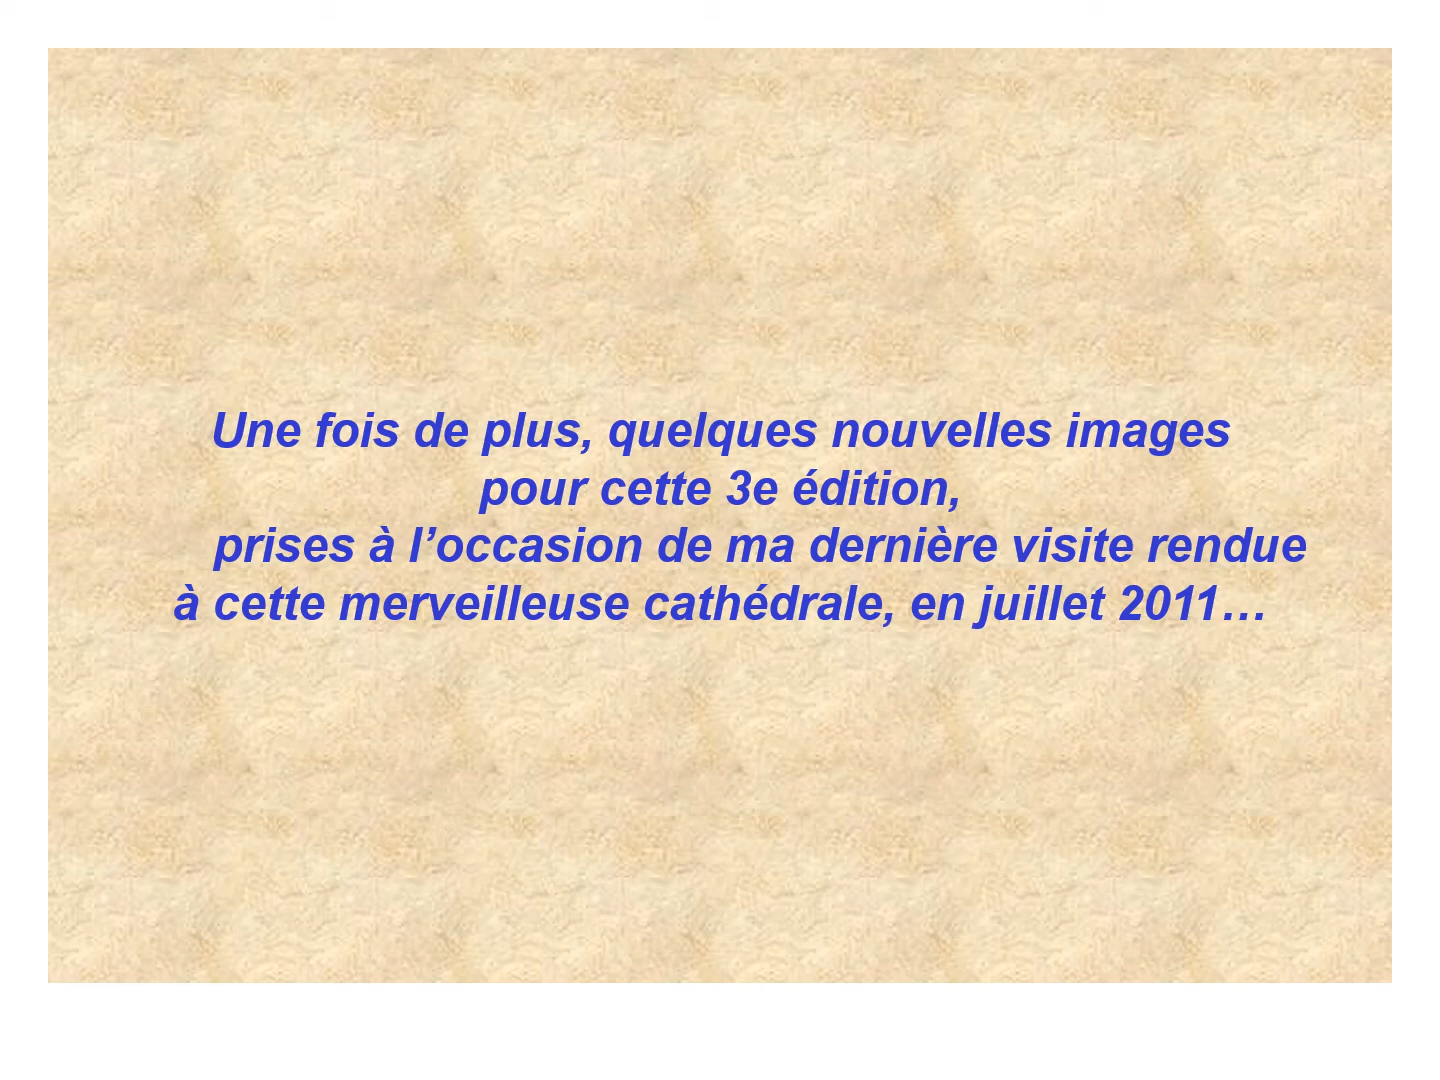 Une fois de plus, quelques nouvelles images
pour cette 3e édition,
prises à l’occasion de ma dernière visite rendue
à cette merveilleuse cathédrale, en juillet 2011…